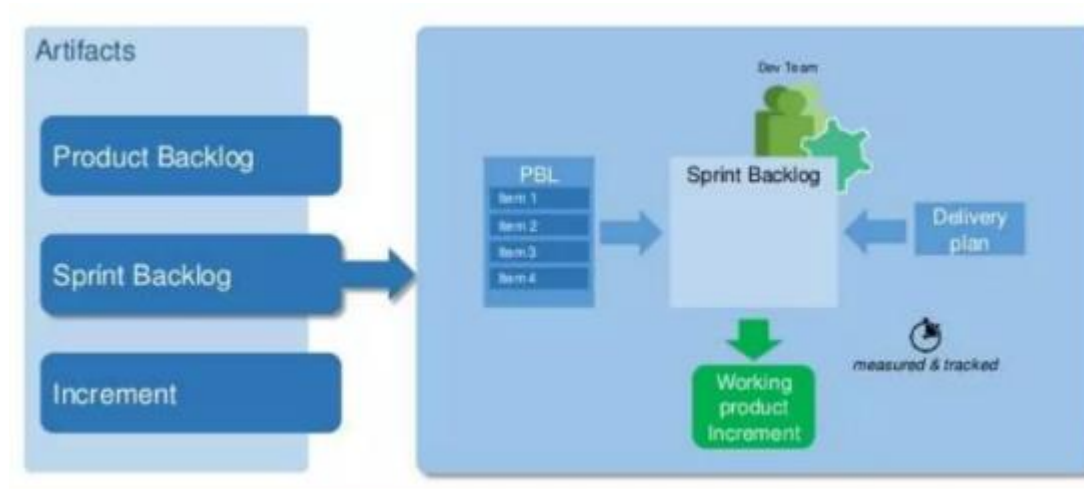 Artifacts
Product Backlog
Sprint Backlog
Increment
Dev Team
PBL
Item 1
Item 2
Item 3
Item 4
Sprint Backlog
Delivery
plan
measured & tracked
Working
product
Increment